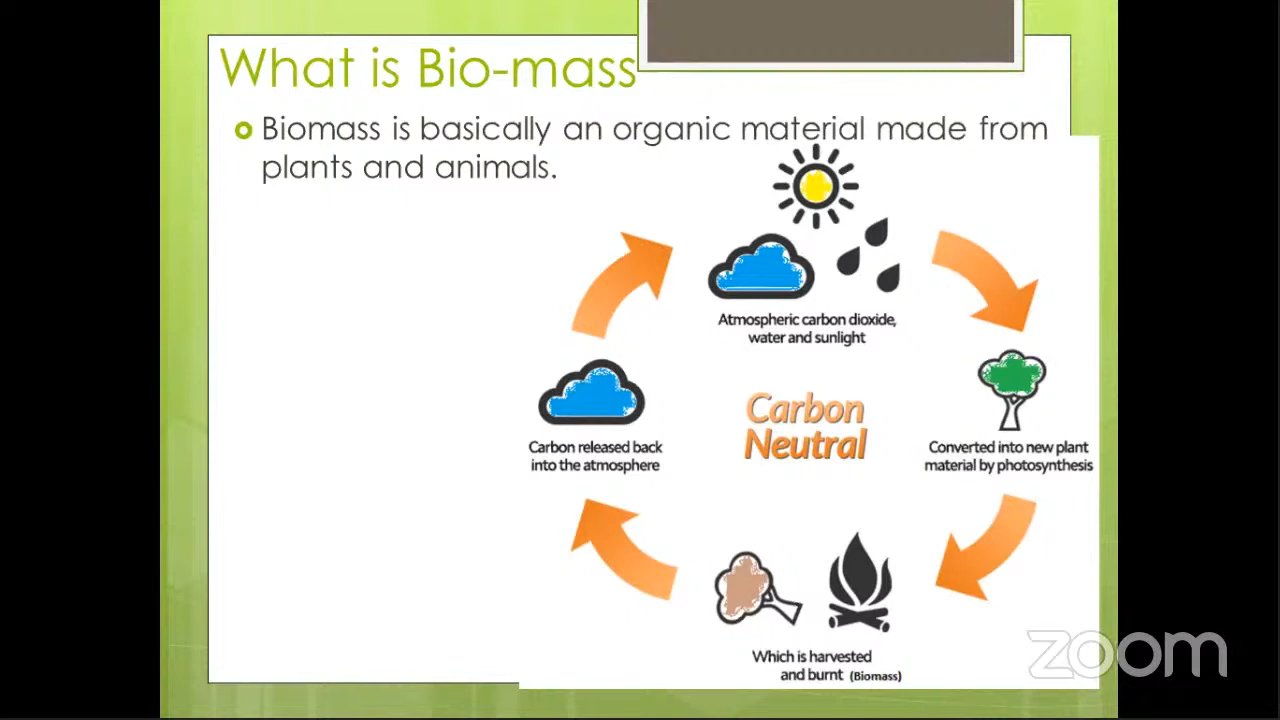 What is Bio-mass
Biomass is basically an organic material made from
plants and animals.
Atmospheric carbon dioxide,
water and sunlight
Carbon
Neutral
Carbon released back
into the atmosphere
Converted into new plant
material by photosynthesis
Which is harvested
and burnt (Biomass)
zoom